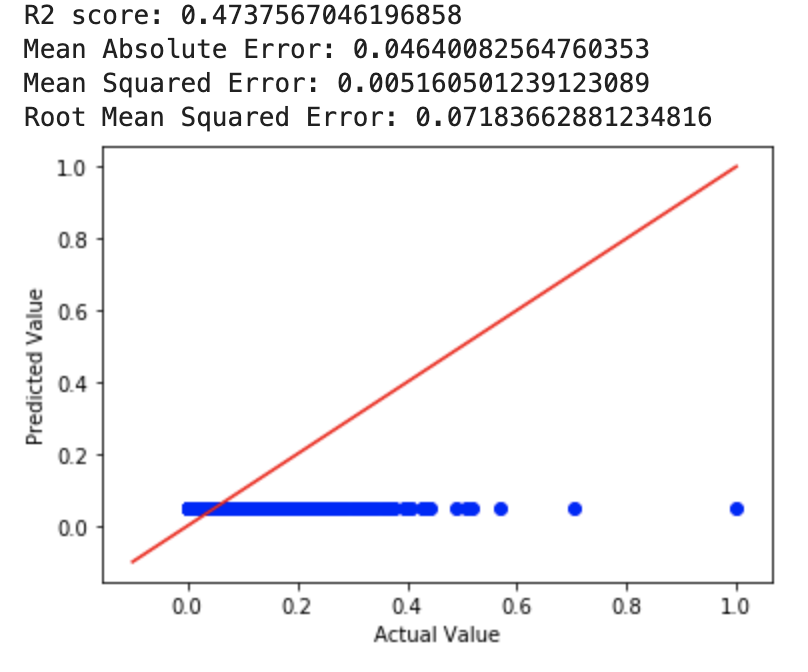 R2 score: 0.4737567046196858
Mean Absolute Error: 0.04640082564760353
Mean Squared Error: 0.005160501239123089
Root Mean Squared Error: 0.07183662881234816
1.0
0.8
0.6
0.4
0.2
0.0
Predicted Value
0.0 0.2 0.4 0.6 0.8 1.0
Actual Value